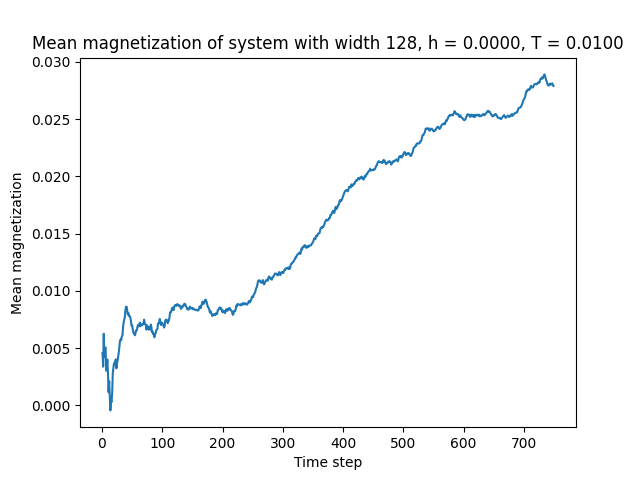 Mean magnetization of system with width 128, h = 0.0000, T = 0.0100
0.030
0.025
0.020
0.015
0.010
0.005
0.000
Mean magnetization
0 100 200 300 400 500 600 700
Time step